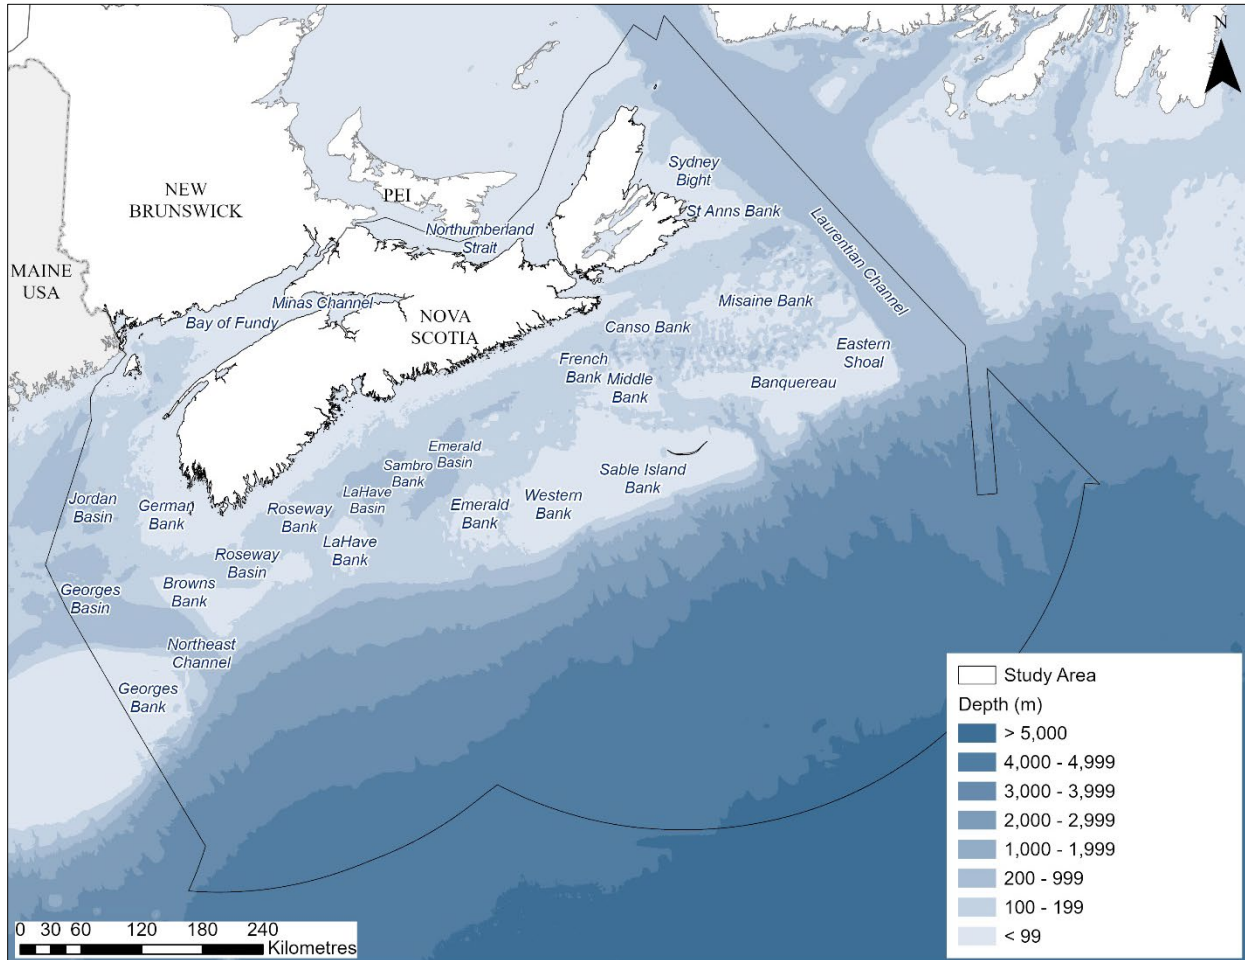 N
Sydney
Bight
NEW
BRUNSWICK
PEI
St Anns Bank
Northumberland
Strait
Laurentian Channel
MAINE
USA
Minas Channel
Misaine Bank
Bay of Fundy
NOVA
SCOTIA
Canso Bank
Eastern
Shoal
French
Bank
Middle
Bank
Banquereau
Emerald
Basin
Sambro
Bank
Sable Island
Bank
LaHave
Basin
Jordan
Basin
German
Bank
Roseway
Bank
Emerald
Bank
Western
Bank
LaHave
Bank
Roseway
Basin
Georges
Basin
Browns
Bank
Northeast
Channel
Georges
Bank
Study Area
Depth (m)
> 5,000
4,000 - 4,999
3,000 - 3,999
2,000 - 2,999
1,000 - 1,999
200 - 999
100 - 199
< 99
0 30 60 120 180 240
Kilometres